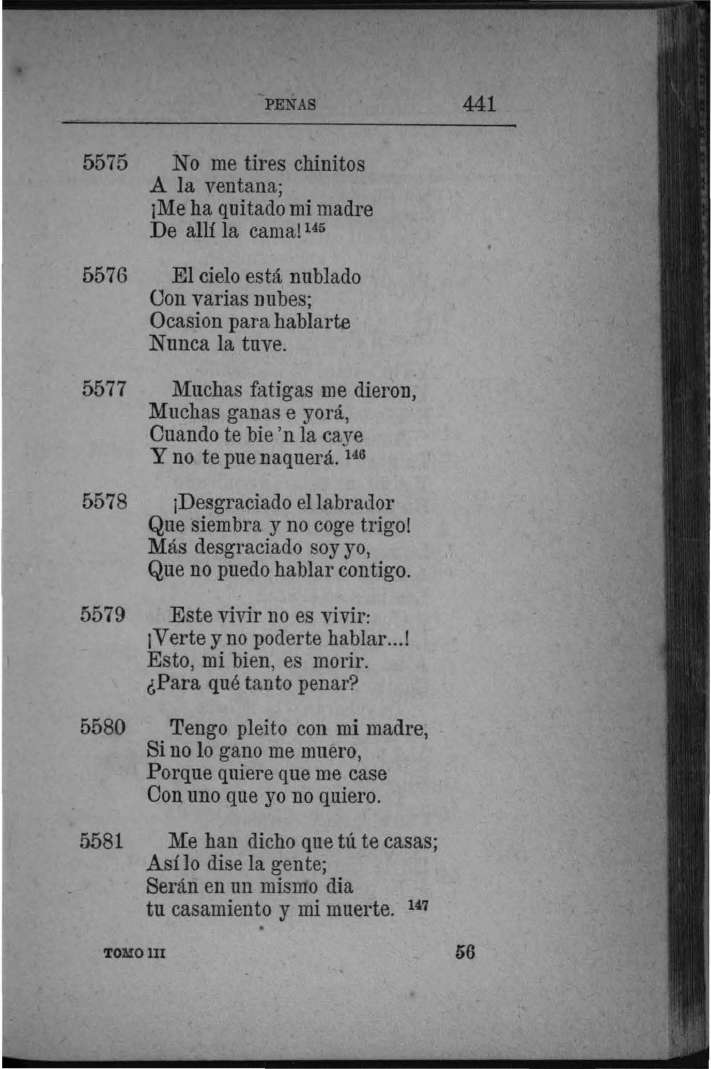 PENAS 441
5575 No me tires chinitos
A la ventana;
¡Me ha quitado mi madre
De allí la cama! 145
5576 El cielo está nublado
Con varias nubes;
Ocasion para hablarte
Nunca la tuve.
5577 Muchas fatigas me dieron,
Muchas ganas e yorá,
Cuando te bie 'n la caye
Y no te pue naquerá. 146
5578 ¡Desgraciado el labrador
Que siembra y no coge trigo!
Más desgraciado soy yo,
Que no puedo hablar contigo.
5579 Este vivir no es vivir:
¡Verte y no poderte hablar...!
Esto, mi bien, es morir.
¿Para qué tanto penar?
5580 Tengo pleito con mi madre,
Si no lo gano me muero,
Porque quiere que me case
Con uno que yo no quiero.
5581 Me han dicho que tú te casas;
Así lo dise la gente;
Serán en un mismo dia
tu casamiento y mi muerte. 147
TOMO III 56